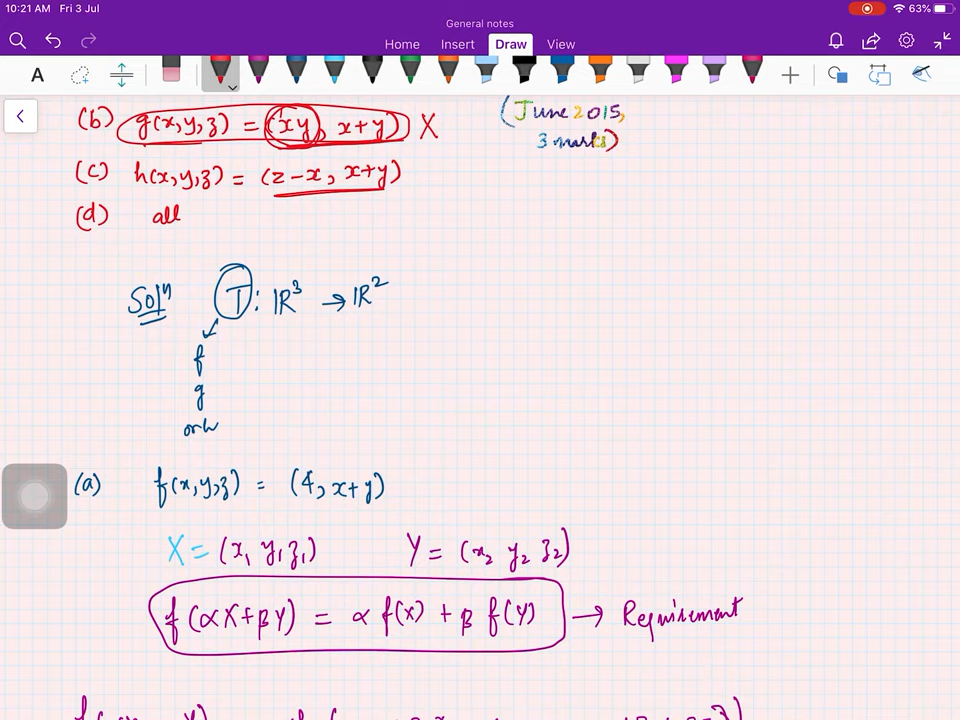 10:21 AM Fri 3 Jul
63%
General notes
Home Insert Draw View
A
(b) g(x,y,z) = (xy, x+y) X
(June 2015,
3 marks)
(c) h(x,y,z) = (z-x, x+y)
(d) all
Solⁿ T: ℝ³ → ℝ²
f
g
or h
(a) f(x,y,z) = (4, x+y)
X = (x₁ y₁ z₁) Y = (x₂ y₂ z₂)
f(αX+βY) = α f(X) + β f(Y) → Requirement